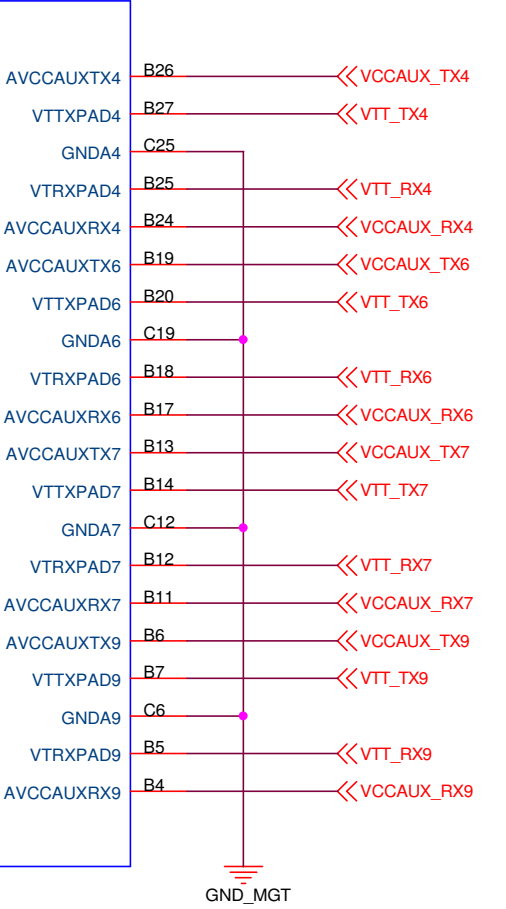 AVCCAUXTX4 B26 VCCAUX_TX4
VTTXPAD4 B27 VTT_TX4
GNDA4 C25
VTRXPAD4 B25 VTT_RX4
AVCCAUXRX4 B24 VCCAUX_RX4
AVCCAUXTX6 B19 VCCAUX_TX6
VTTXPAD6 B20 VTT_TX6
GNDA6 C19
VTRXPAD6 B18 VTT_RX6
AVCCAUXRX6 B17 VCCAUX_RX6
AVCCAUXTX7 B13 VCCAUX_TX7
VTTXPAD7 B14 VTT_TX7
GNDA7 C12
VTRXPAD7 B12 VTT_RX7
AVCCAUXRX7 B11 VCCAUX_RX7
AVCCAUXTX9 B6 VCCAUX_TX9
VTTXPAD9 B7 VTT_TX9
GNDA9 C6
VTRXPAD9 B5 VTT_RX9
AVCCAUXRX9 B4 VCCAUX_RX9
GND_MGT